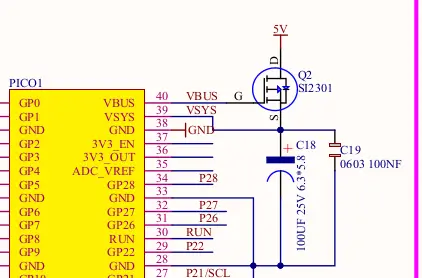 5V
D
Q2
SI2301
G
S
PICO1
GP0 VBUS 40 VBUS
GP1 VSYS 39 VSYS
GND GND 38 GND
GP2 3V3_EN 37
GP3 3V3_OUT 36
GP4 ADC_VREF 35
GP5 GP28 34 P28
GND GND 33
GP6 GP27 32 P27
GP7 GP26 31 P26
GP8 RUN 30 RUN
GP9 GP22 29 P22
GND GND 28
GP10 GP21 27 P21/SCL
+ C18
100UF 25V 6.3*5.8
C19
0603 100NF